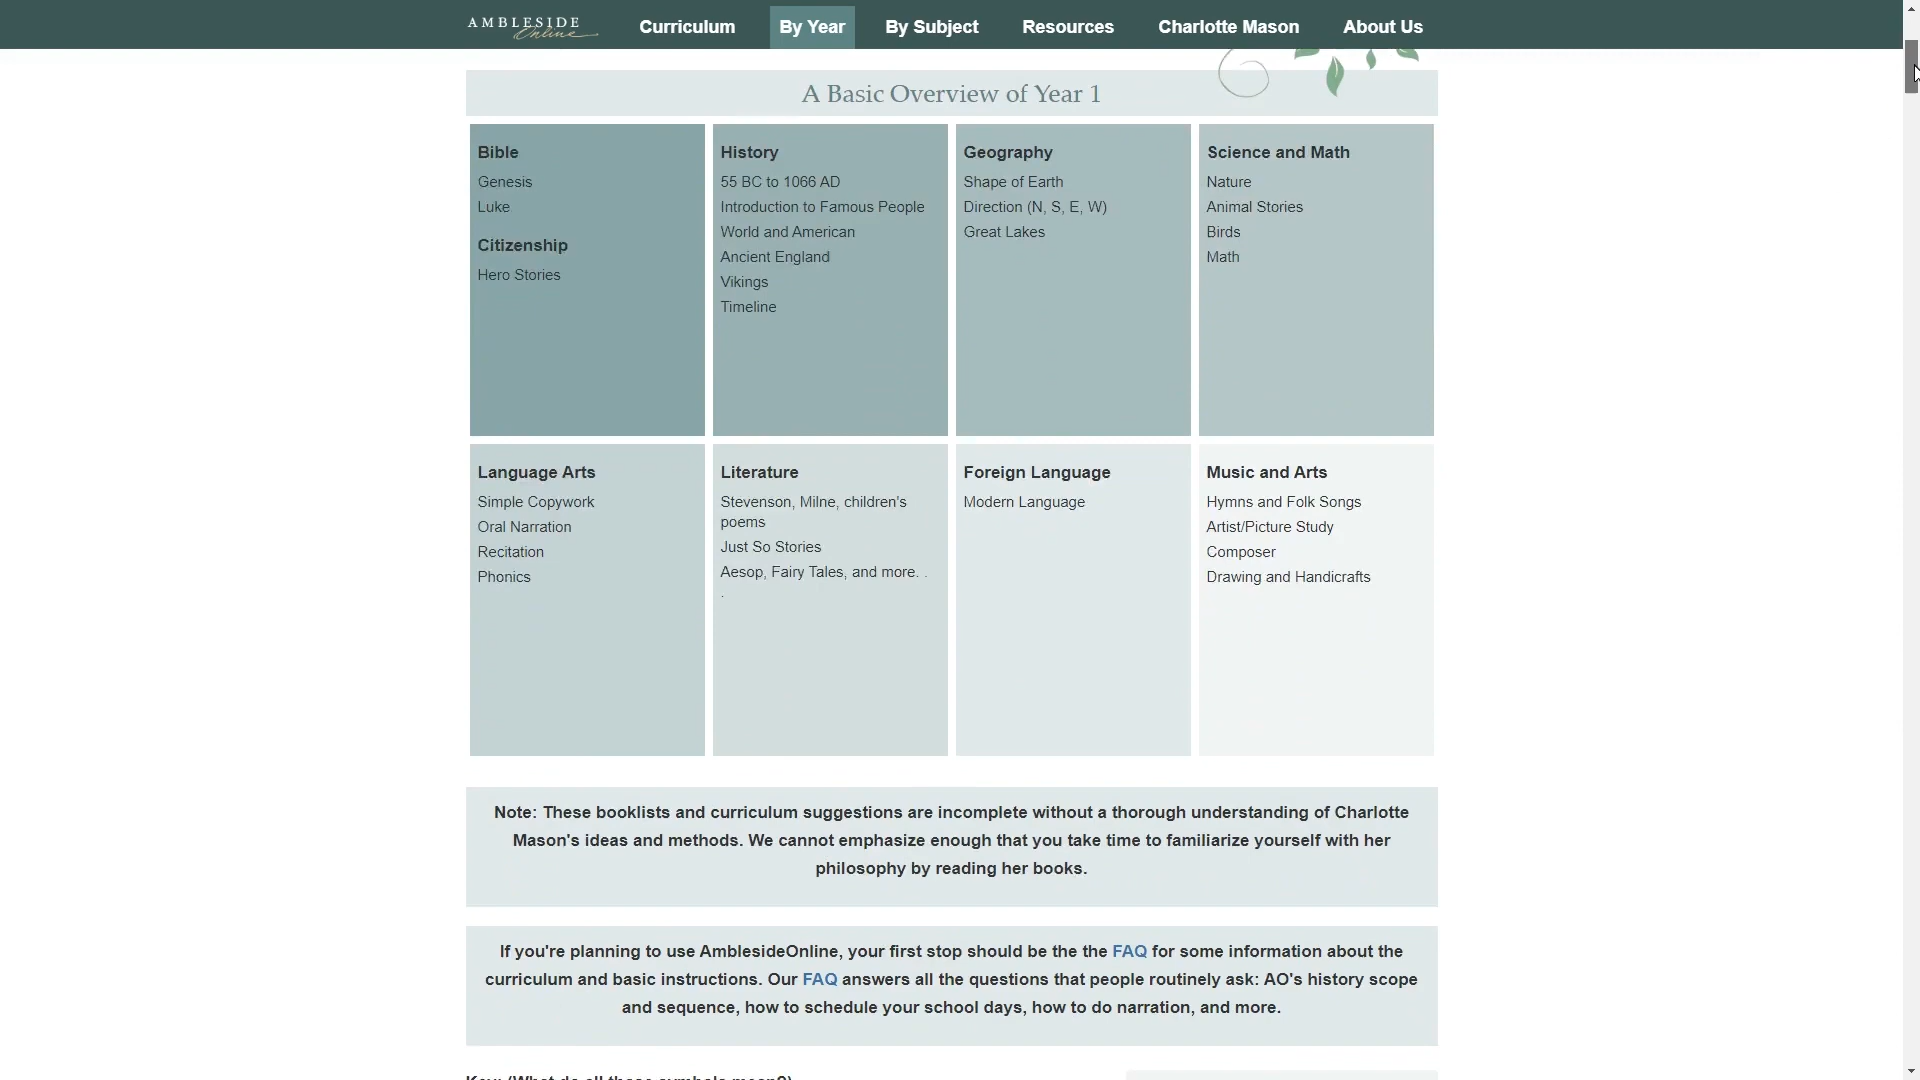 AMBLESIDE
Online
Curriculum
By Year
By Subject
Resources
Charlotte Mason
About Us
A Basic Overview of Year 1
Bible
Genesis
Luke
Citizenship
Hero Stories
History
55 BC to 1066 AD
Introduction to Famous People
World and American
Ancient England
Vikings
Timeline
Geography
Shape of Earth
Direction (N, S, E, W)
Great Lakes
Science and Math
Nature
Animal Stories
Birds
Math
Language Arts
Simple Copywork
Oral Narration
Recitation
Phonics
Literature
Stevenson, Milne, children's
poems
Just So Stories
Aesop, Fairy Tales, and more. .
.
Foreign Language
Modern Language
Music and Arts
Hymns and Folk Songs
Artist/Picture Study
Composer
Drawing and Handicrafts
Note: These booklists and curriculum suggestions are incomplete without a thorough understanding of Charlotte
Mason's ideas and methods. We cannot emphasize enough that you take time to familiarize yourself with her
philosophy by reading her books.
If you're planning to use AmblesideOnline, your first stop should be the the FAQ for some information about the
curriculum and basic instructions. Our FAQ answers all the questions that people routinely ask: AO's history scope
and sequence, how to schedule your school days, how to do narration, and more.
Key: (What do all these symbols mean?)